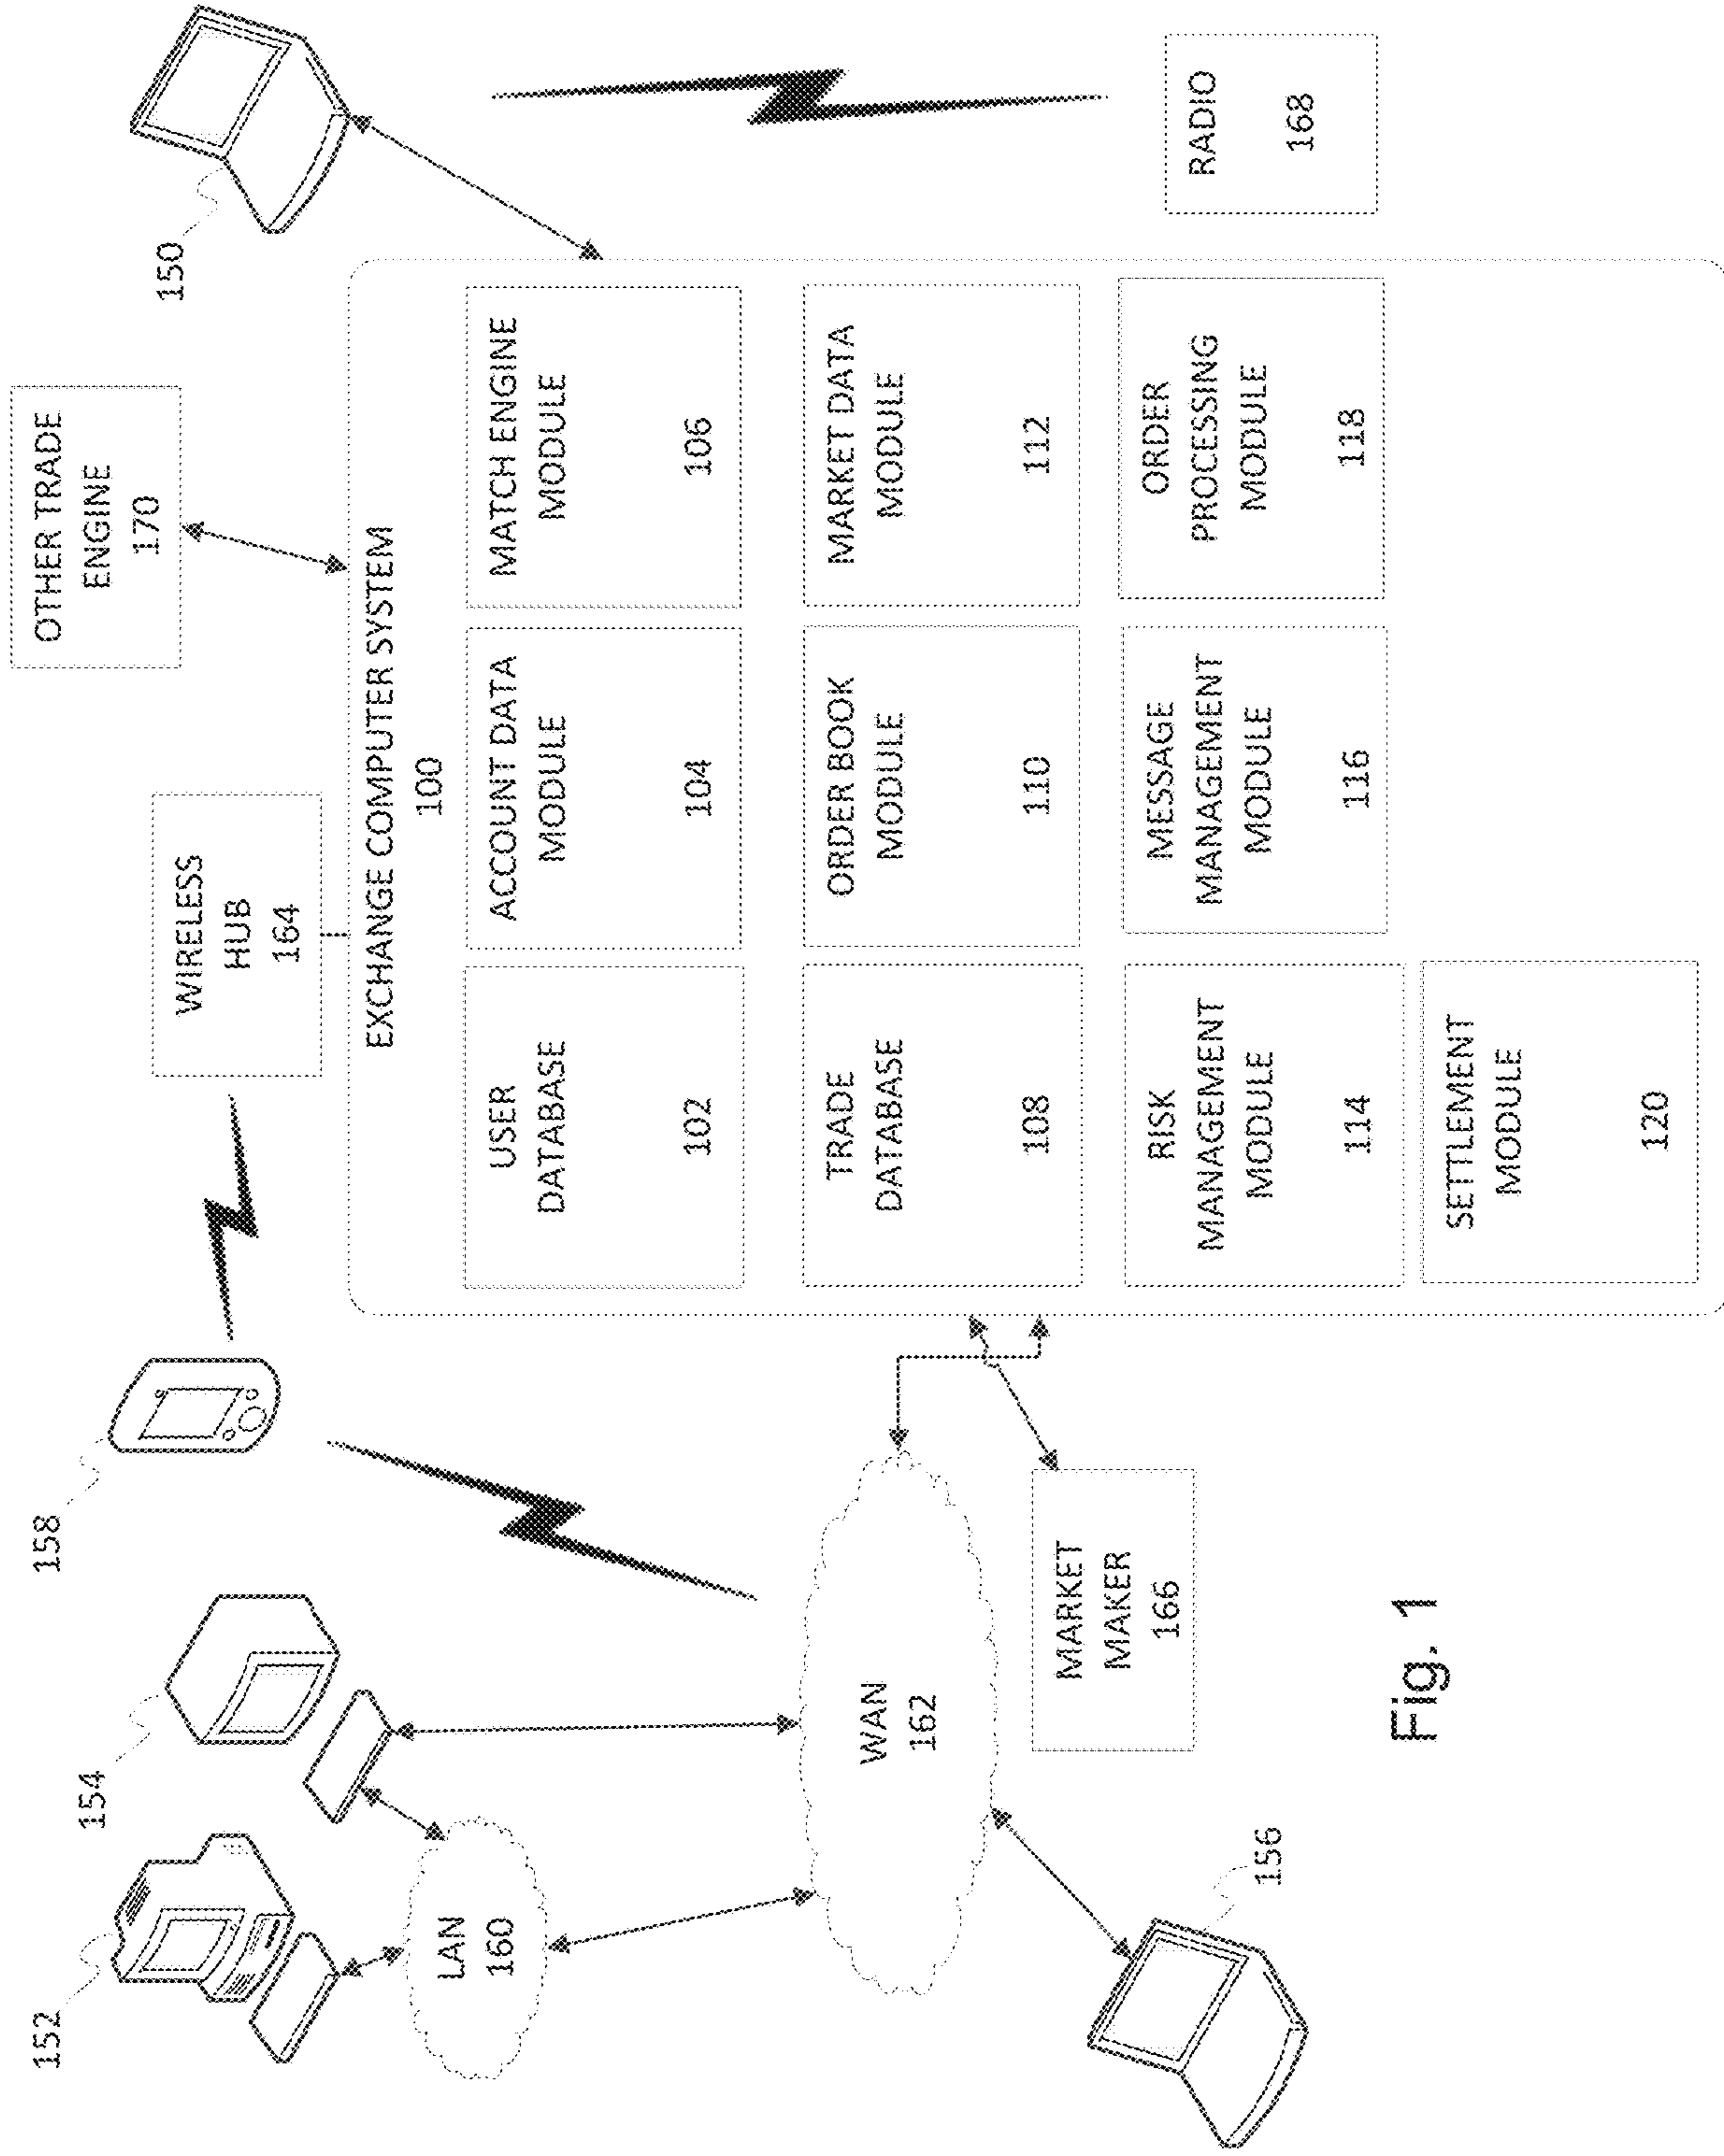 152
154
158
WIRELESS
HUB
164
OTHER TRADE
ENGINE
170
150
LAN
160
WAN
162
156
MARKET
MAKER
166
EXCHANGE COMPUTER SYSTEM
100
USER
DATABASE
102
ACCOUNT DATA
MODULE
104
MATCH ENGINE
MODULE
106
TRADE
DATABASE
108
ORDER BOOK
MODULE
110
MARKET DATA
MODULE
112
RISK
MANAGEMENT
MODULE
114
MESSAGE
MANAGEMENT
MODULE
116
ORDER
PROCESSING
MODULE
118
SETTLEMENT
MODULE
120
RADIO
168
Fig. 1